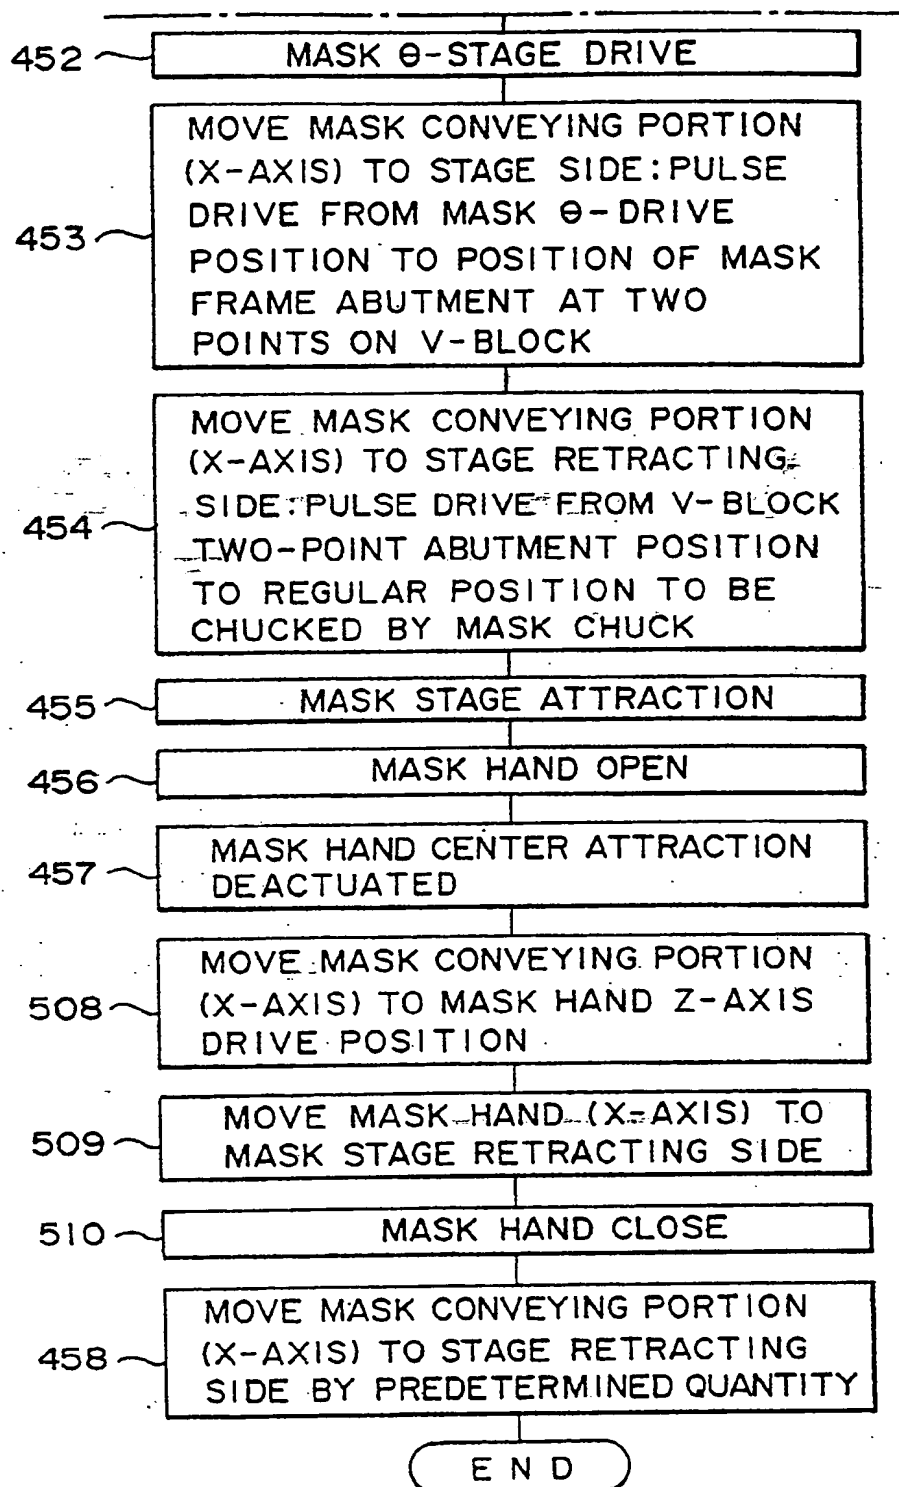 452
MASK θ-STAGE DRIVE
453
MOVE MASK CONVEYING PORTION
(X-AXIS) TO STAGE SIDE:PULSE
DRIVE FROM MASK θ-DRIVE
POSITION TO POSITION OF MASK
FRAME ABUTMENT AT TWO
POINTS ON V-BLOCK
454
MOVE MASK CONVEYING PORTION
(X-AXIS) TO STAGE RETRACTING
SIDE:PULSE DRIVE FROM V-BLOCK
TWO-POINT ABUTMENT POSITION
TO REGULAR POSITION TO BE
CHUCKED BY MASK CHUCK
455
MASK STAGE ATTRACTION
456
MASK HAND OPEN
457
MASK HAND CENTER ATTRACTION
DEACTUATED
508
MOVE MASK CONVEYING PORTION
(X-AXIS) TO MASK HAND Z-AXIS
DRIVE POSITION
509
MOVE MASK HAND (X-AXIS) TO
MASK STAGE RETRACTING SIDE
510
MASK HAND CLOSE
458
MOVE MASK CONVEYING PORTION
(X-AXIS) TO STAGE RETRACTING
SIDE BY PREDETERMINED QUANTITY
END